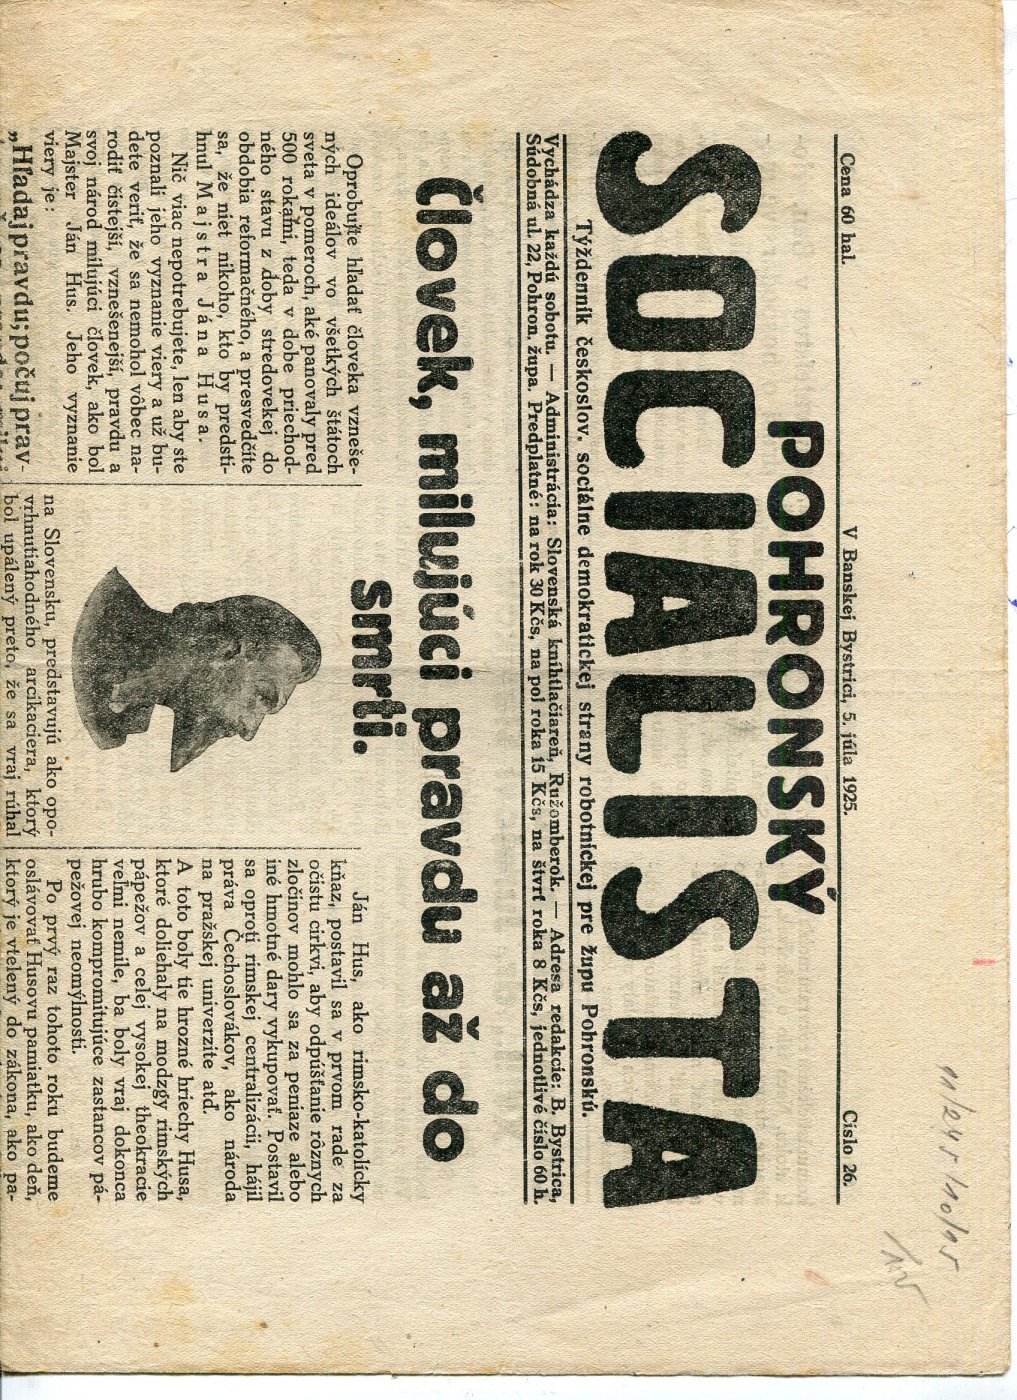 Cena 60 hal. V Banskej Bystrici, 5. júla 1925. Číslo 26.
POHRONSKÝ
SOCIALISTA
Týždenník českoslov. sociálne demokratickej strany robotníckej pre župu Pohronskú.
Vychádza každú sobotu. — Administrácia: Slovenská knihtlačiareň, Ružomberok. — Adresa redakcie: B. Bystrica,
Súdobná ul. 22, Pohron. župa. Predplatné: na rok 30 Kčs, na pol roka 15 Kčs, na štvrť roka 8 Kčs, jednotlivé číslo 60 h.
Človek, milujúci pravdu až do
smrti.
Oprobujte hľadať človeka vzneše-
ných ideálov vo všetkých štátoch
sveta v pomeroch, aké panovaly pred
500 rokaľmi, teda v dobe priechod-
ného stavu z doby stredovekej do
obdobia reformačného, a presvedčíte
sa, že niet nikoho, kto by predsti-
hnul Majstra Jána Husa.
Nič viac nepotrebujete, len aby ste
poznali jeho vyznanie viery a už bu-
dete veriť, že sa nemohol vôbec na-
rodiť čistejší, vznešenejší, pravdu a
svoj národ milujúci človek, ako bol
Majster Ján Hus. Jeho vyznanie
viery je:
„Hľadaj pravdu; počuj prav-
na Slovensku, predstavujú ako opo-
vrhnutiahodného arcikaciera, ktorý
bol upálený preto, že sa vraj rúhal
Ján Hus, ako rímsko-katolícky
kňaz, postavil sa v prvom rade za
očistu cirkvi, aby odpúšťanie rôznych
zločinov mohlo sa za peniaze alebo
iné hmotné dary vykupovať. Postavil
sa oproti rímskej centralizácii, hájil
práva Čechoslovákov, ako národa
na pražskej univerzite atď.
A toto boly tie hrozné hriechy Husa,
ktoré doliehaly na modzgy rímskych
pápežov a celej vysokej theokracie
veľmi nemile, ba boly vraj dokonca
hrubo kompromitujúce zastancov pá-
pežovej neomylnosti.
Po prvý raz tohoto roku budeme
oslávovať Husovu pamiatku, ako deň,
ktorý je vtelený do zákona, ako pa-
11/245/10/95